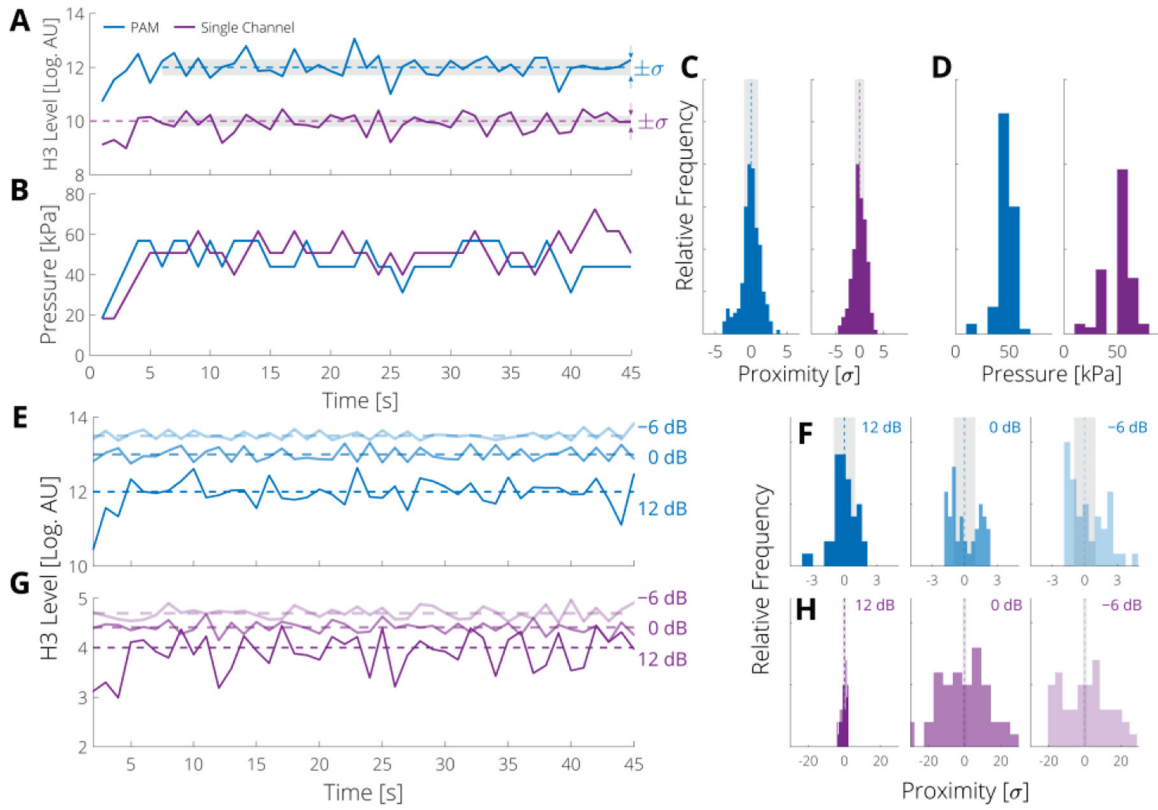 A
PAM
Single Channel
H3 Level [Log. AU]
14
12
10
8
±σ
±σ
B
Pressure [kPa]
80
60
40
20
0
0 5 10 15 20 25 30 35 40 45
Time [s]
C
Relative Frequency
-5 0 5 -5 0 5
Proximity [σ]
D
0 50 0 50
Pressure [kPa]
E
14
12
10
−6 dB
0 dB
12 dB
H3 Level [Log. AU]
G
5
4
3
2
−6 dB
0 dB
12 dB
5 10 15 20 25 30 35 40 45
Time [s]
F
12 dB 0 dB −6 dB
-3 0 3 -3 0 3 -3 0 3
Relative Frequency
H
12 dB 0 dB −6 dB
-20 0 20 -20 0 20 -20 0 20
Proximity [σ]